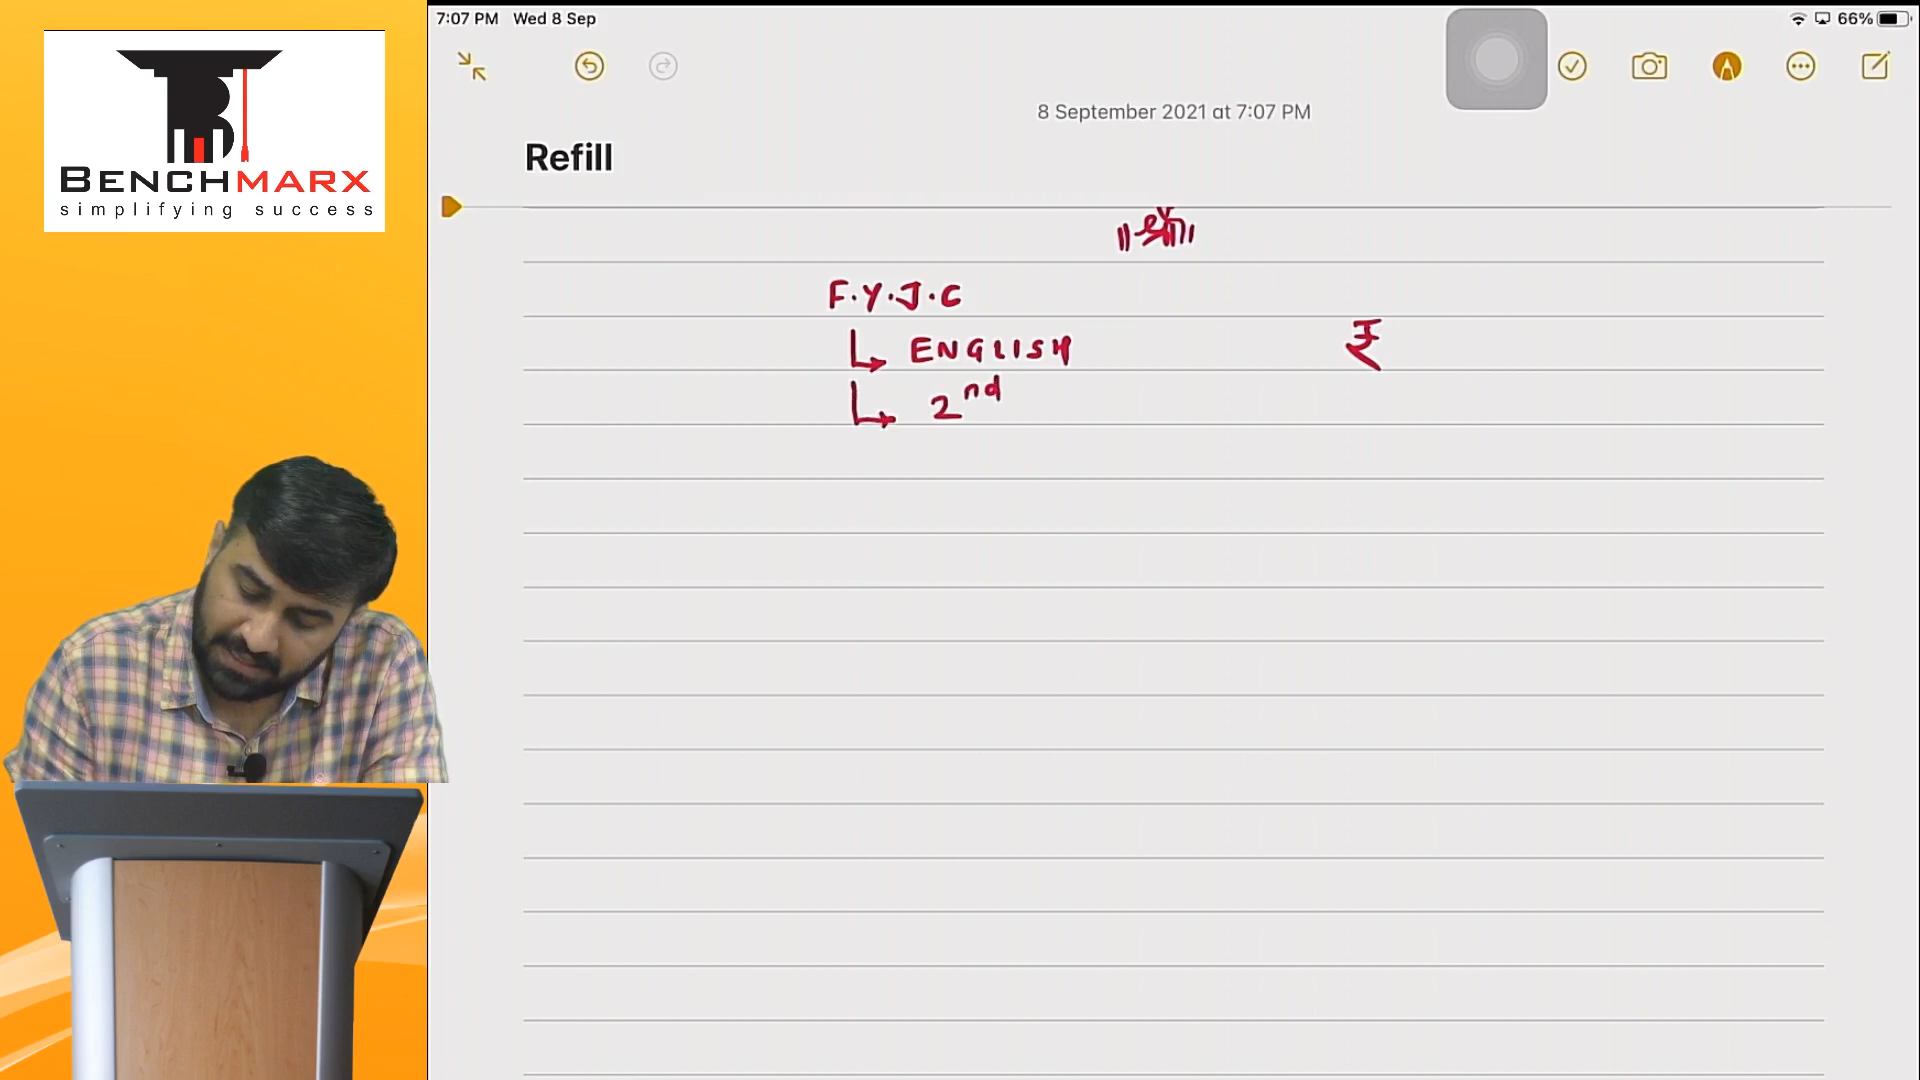 7:07 PM Wed 8 Sep
66%
BENCHMARX
simplifying success
8 September 2021 at 7:07 PM
Refill
॥ श्री ॥
F.Y.J.C
ENGLISH
₹
2nd